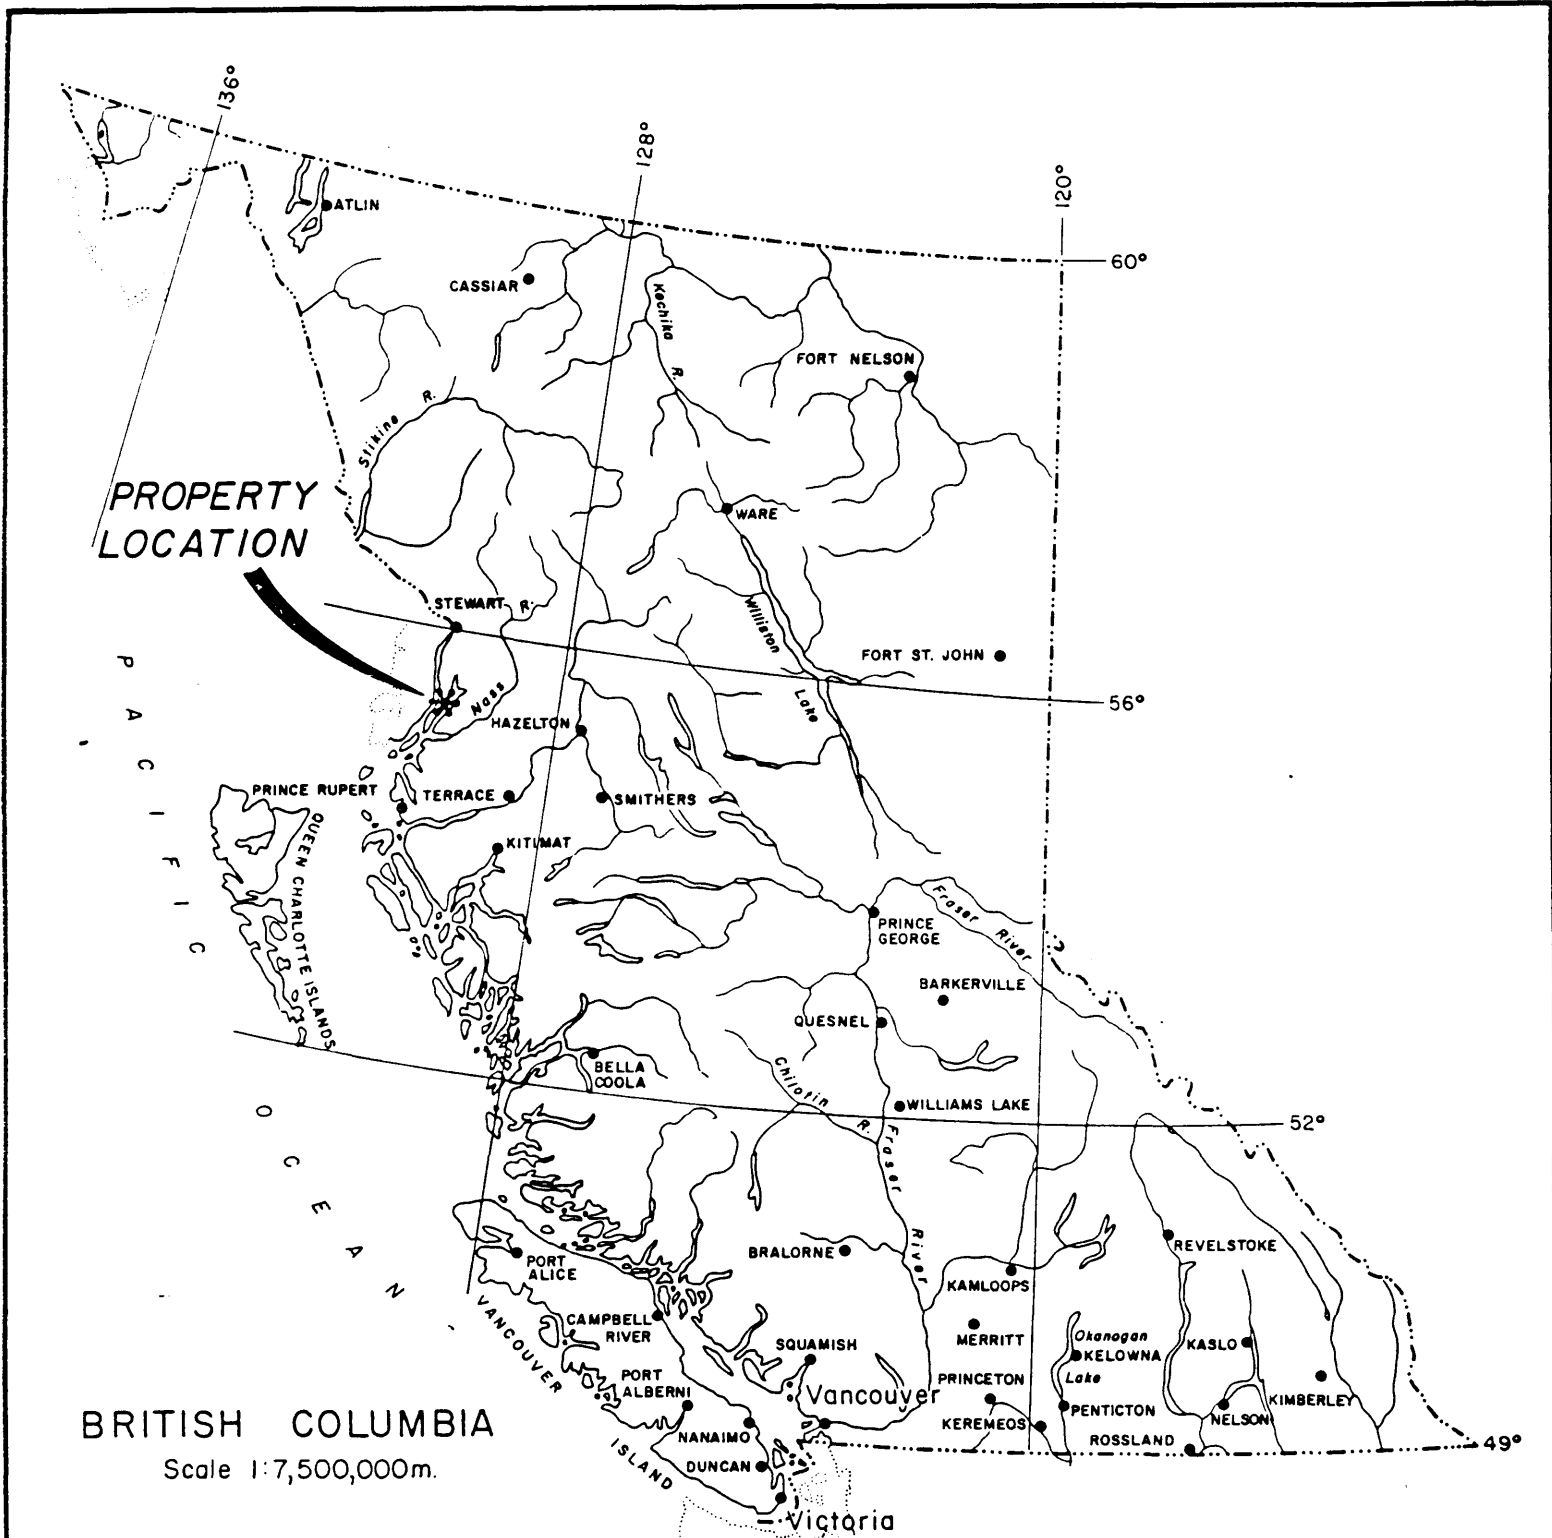 136°
128°
120°
60°
ATLIN
CASSIAR
Kechika R.
FORT NELSON
Stikine R.
PROPERTY
LOCATION
WARE
STEWART
R.
Nass
Williston
Lake
FORT ST. JOHN
56°
HAZELTON
PRINCE RUPERT
TERRACE
SMITHERS
KITIMAT
QUEEN CHARLOTTE ISLANDS
PACIFIC
OCEAN
PRINCE
GEORGE
Fraser River
BARKERVILLE
QUESNEL
BELLA
COOLA
Chilotin R.
WILLIAMS LAKE
52°
Fraser River
PORT
ALICE
BRALORNE
KAMLOOPS
REVELSTOKE
VANCOUVER
ISLAND
CAMPBELL
RIVER
SQUAMISH
MERRITT
Okanogan
Lake
KELOWNA
KASLO
PORT
ALBERNI
Vancouver
PRINCETON
KEREMEOS
PENTICTON
NELSON
KIMBERLEY
ROSSLAND
49°
NANAIMO
DUNCAN
Victoria
BRITISH COLUMBIA
Scale 1:7,500,000m.